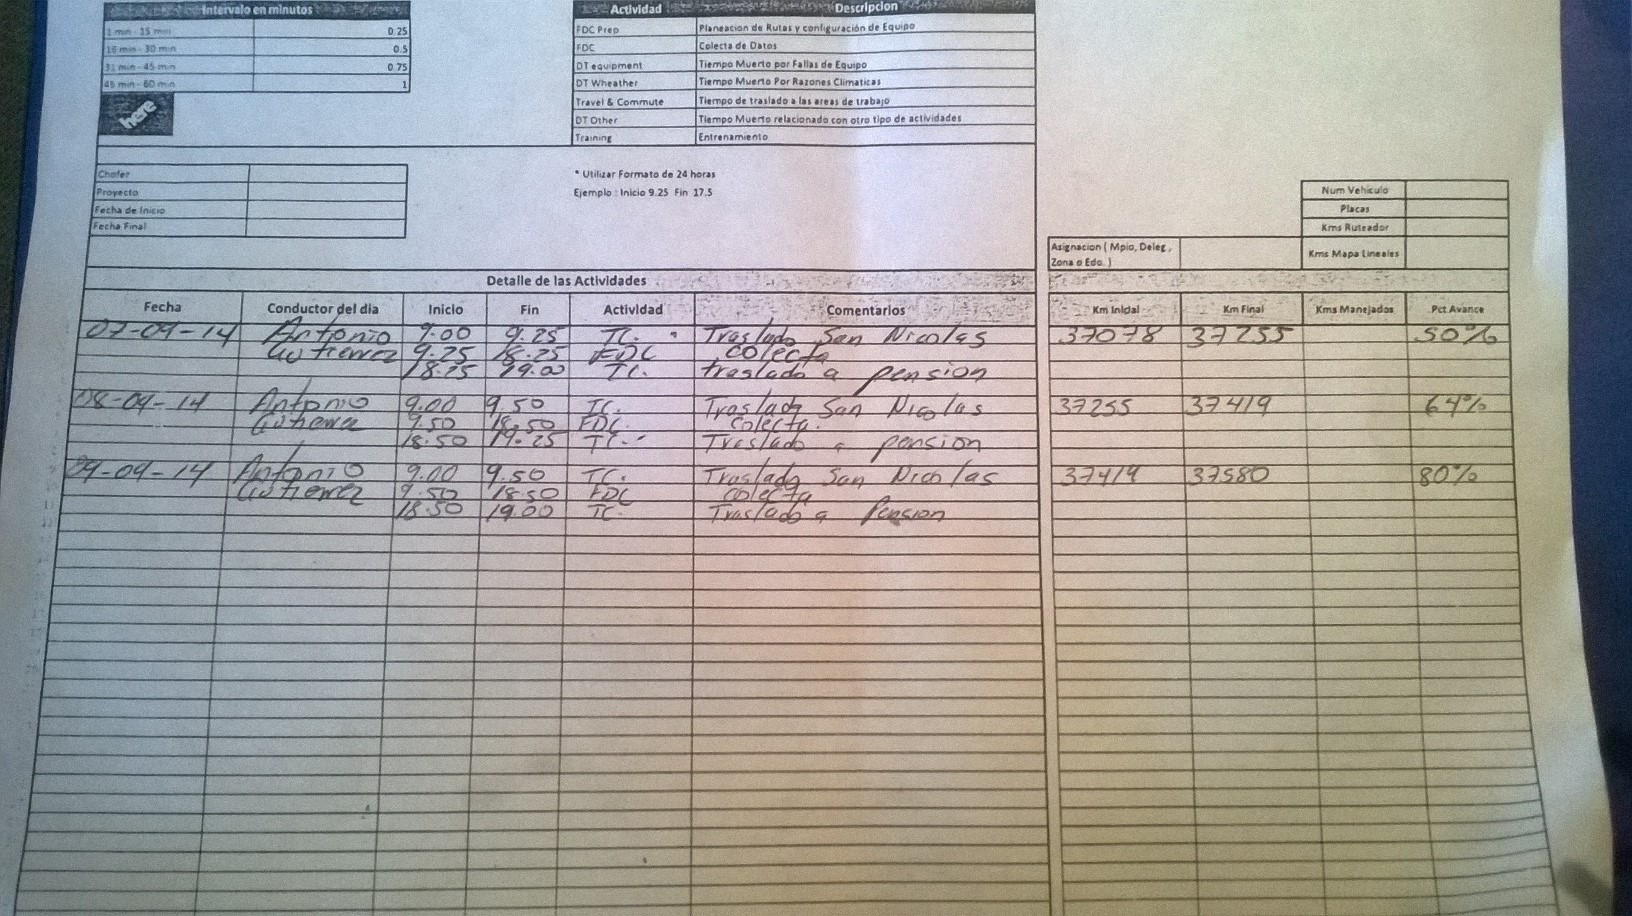 Intervalo en minutos
1 min - 15 min 0.25
16 min - 30 min 0.5
31 min - 45 min 0.75
45 min - 60 min 1
here
Actividad Descripcion
FDC Prep Planeacion de Rutas y configuración de Equipo
FDC Colecta de Datos
DT equipment Tiempo Muerto por Fallas de Equipo
DT Wheather Tiempo Muerto Por Razones Climaticas
Travel & Commute Tiempo de traslado a las areas de trabajo
DT Other Tiempo Muerto relacionado con otro tipo de actividades
Training Entrenamiento
Chofer
Proyecto
Fecha de Inicio
Fecha Final
* Utilizar Formato de 24 horas
Ejemplo : Inicio 9.25 Fin 17.5
Num Vehiculo
Placas
Kms Ruteador
Kms Mapa Lineales
Asignacion ( Mpio, Deleg ,
Zona o Edo. )
Detalle de las Actividades
Fecha Conductor del dia Inicio Fin Actividad Comentarios Km Inicial Km Final Kms Manejados Pct Avance
07-09-14 Antonio 9.00 9.25 TC. Traslado San Nicolas 37078 37255 50%
Gutierrez 9.25 18.25 FDC colecta
18.25 19.00 TC. traslado a pension
08-09-14 Antonio 9.00 9.50 TC. Traslado San Nicolas 37255 37419 64%
Gutierrez 9.50 18.50 FDC. colecta.
18.50 19.25 TC. Traslado a pension
09-09-14 Antonio 9.00 9.50 TC. Traslado San Nicolas 37419 37580 80%
Gutierrez 9.50 18.50 FDC colecta
18.50 19.00 TC. Traslado a Pension